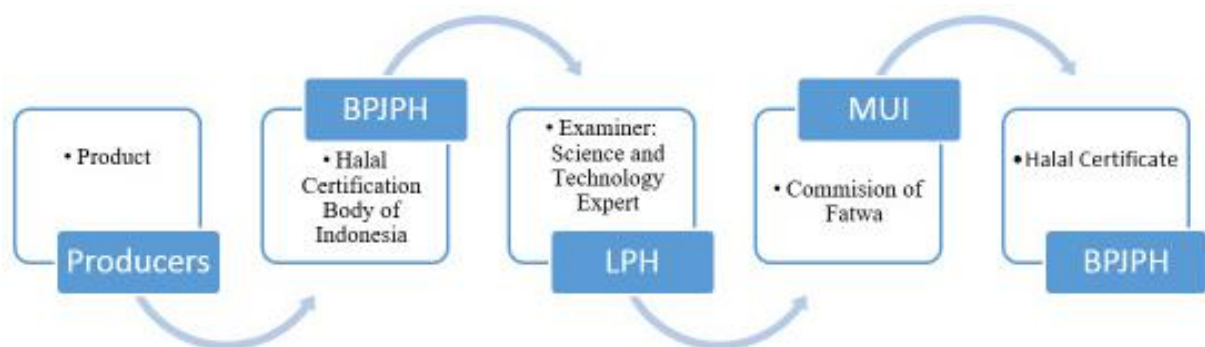 • Product
Producers
BPJPH
• Halal
Certification
Body of
Indonesia
• Examiner:
Science and
Technology
Expert
LPH
MUI
• Commision of
Fatwa
• Halal Certificate
BPJPH